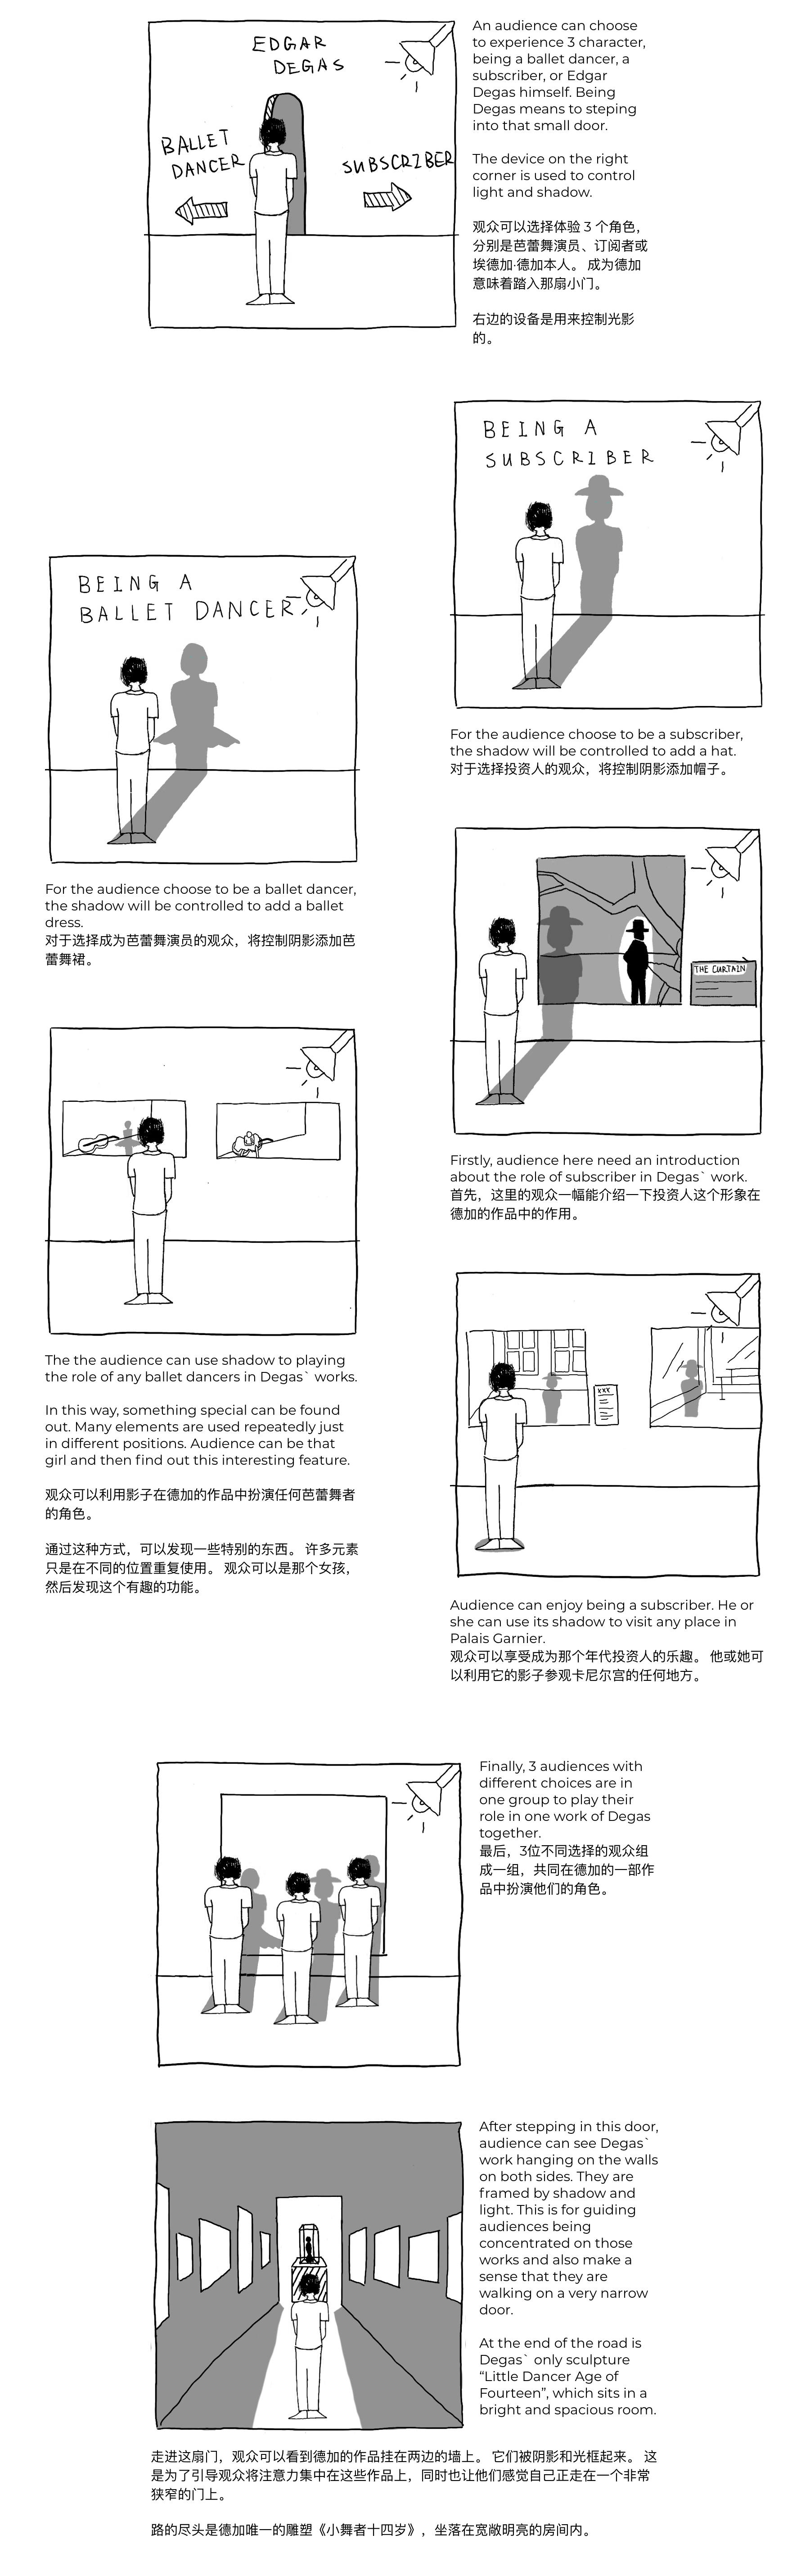 EDGAR
DEGAS
BALLET
DANCER
SUBSCRIBER
An audience can choose
to experience 3 character,
being a ballet dancer, a
subscriber, or Edgar
Degas himself. Being
Degas means to steping
into that small door.
The device on the right
corner is used to control
light and shadow.
观众可以选择体验 3 个角色，
分别是芭蕾舞演员、订阅者或
埃德加·德加本人。 成为德加
意味着踏入那扇小门。
右边的设备是用来控制光影
的。
BEING A
SUBSCRIBER
For the audience choose to be a subscriber,
the shadow will be controlled to add a hat.
对于选择投资人的观众，将控制阴影添加帽子。
BEING A
BALLET DANCER
For the audience choose to be a ballet dancer,
the shadow will be controlled to add a ballet
dress.
对于选择成为芭蕾舞演员的观众，将控制阴影添加芭
蕾舞裙。
THE CURTAIN
Firstly, audience here need an introduction
about the role of subscriber in Degas` work.
首先，这里的观众一幅能介绍一下投资人这个形象在
德加的作品中的作用。
The the audience can use shadow to playing
the role of any ballet dancers in Degas` works.
In this way, something special can be found
out. Many elements are used repeatedly just
in different positions. Audience can be that
girl and then find out this interesting feature.
观众可以利用影子在德加的作品中扮演任何芭蕾舞者
的角色。
通过这种方式，可以发现一些特别的东西。 许多元素
只是在不同的位置重复使用。 观众可以是那个女孩，
然后发现这个有趣的功能。
XXX
Audience can enjoy being a subscriber. He or
she can use its shadow to visit any place in
Palais Garnier.
观众可以享受成为那个年代投资人的乐趣。 他或她可
以利用它的影子参观卡尼尔宫的任何地方。
Finally, 3 audiences with
different choices are in
one group to play their
role in one work of Degas
together.
最后，3位不同选择的观众组
成一组，共同在德加的一部作
品中扮演他们的角色。
After stepping in this door,
audience can see Degas`
work hanging on the walls
on both sides. They are
framed by shadow and
light. This is for guiding
audiences being
concentrated on those
works and also make a
sense that they are
walking on a very narrow
door.
At the end of the road is
Degas` only sculpture
“Little Dancer Age of
Fourteen”, which sits in a
bright and spacious room.
走进这扇门，观众可以看到德加的作品挂在两边的墙上。 它们被阴影和光框起来。 这
是为了引导观众将注意力集中在这些作品上，同时也让他们感觉自己正走在一个非常
狭窄的门上。
路的尽头是德加唯一的雕塑《小舞者十四岁》，坐落在宽敞明亮的房间内。